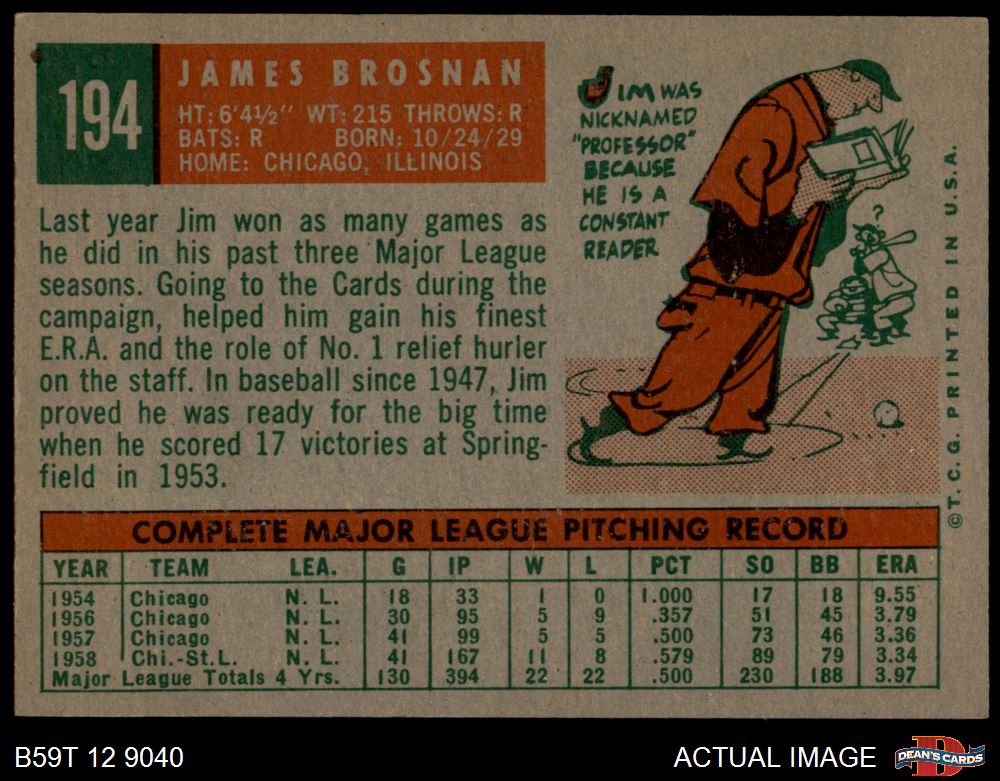 194
JAMES BROSNAN
HT: 6'4½" WT: 215 THROWS: R
BATS: R BORN: 10/24/29
HOME: CHICAGO, ILLINOIS
Last year Jim won as many games as
he did in his past three Major League
seasons. Going to the Cards during the
campaign, helped him gain his finest
E.R.A. and the role of No. 1 relief hurler
on the staff. In baseball since 1947, Jim
proved he was ready for the big time
when he scored 17 victories at Spring-
field in 1953.
JIM WAS
NICKNAMED
"PROFESSOR"
BECAUSE
HE IS A
CONSTANT
READER
?
©T. C. G. PRINTED IN U.S.A.
COMPLETE MAJOR LEAGUE PITCHING RECORD
YEAR TEAM LEA. G IP W L PCT SO BB ERA
1954 Chicago N. L. 18 33 1 0 1.000 17 18 9.55
1956 Chicago N. L. 30 95 5 9 .357 51 45 3.79
1957 Chicago N. L. 41 99 5 5 .500 73 46 3.36
1958 Chi.-St.L. N. L. 41 167 11 8 .579 89 79 3.34
Major League Totals 4 Yrs. 130 394 22 22 .500 230 188 3.97
B59T 12 9040
ACTUAL IMAGE
D
DEAN'S CARDS